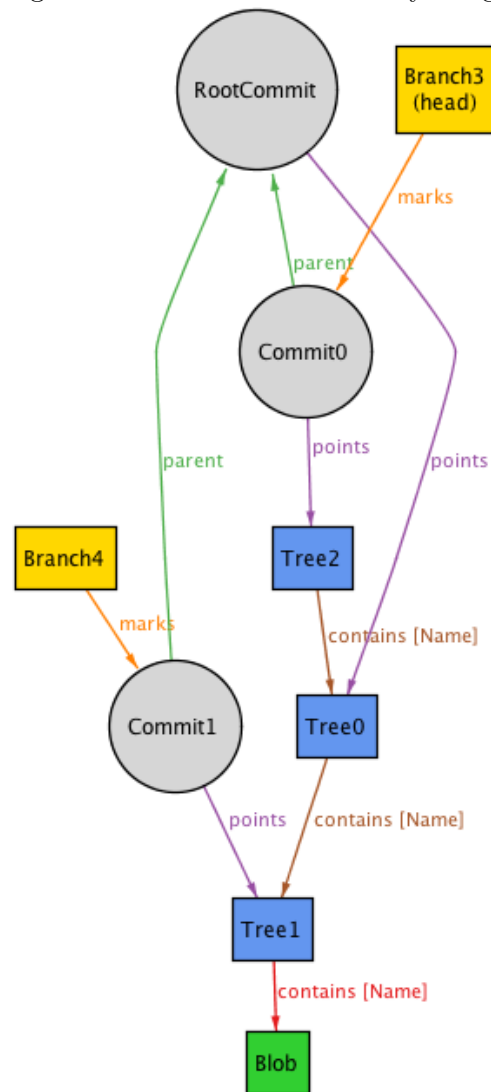 RootCommit
Branch3
(head)
marks
parent
Commit0
points
parent
points
Branch4
Tree2
marks
contains [Name]
Commit1
Tree0
points
contains [Name]
Tree1
contains [Name]
Blob